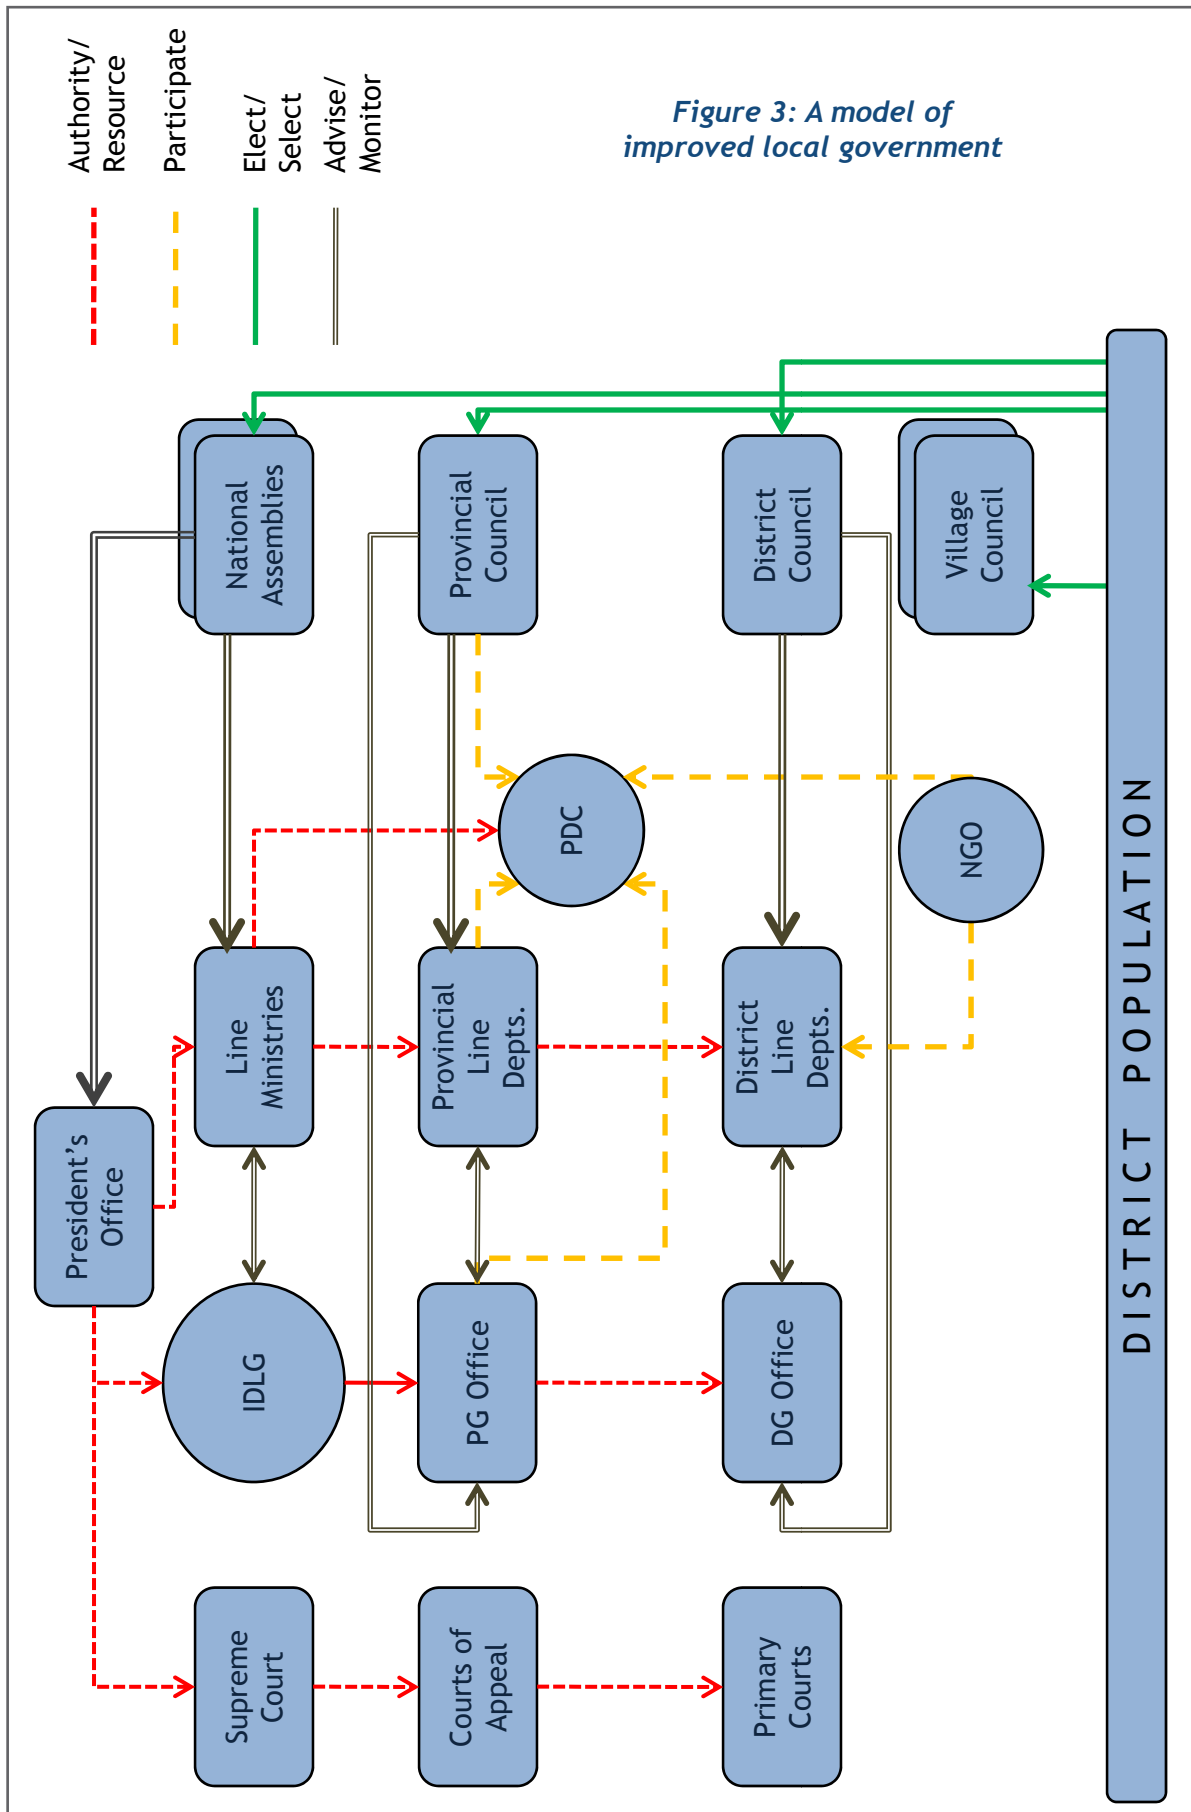 Figure 3: A model of
improved local government
Authority/
Resource
Participate
Elect/
Select
Advise/
Monitor
President's
Office
Supreme
Court
IDLG
Line
Ministries
National
Assemblies
Courts of
Appeal
PG Office
Provincial
Line
Depts.
Provincial
Council
PDC
Primary
Courts
DG Office
District
Line
Depts.
District
Council
NGO
Village
Council
DISTRICT POPULATION